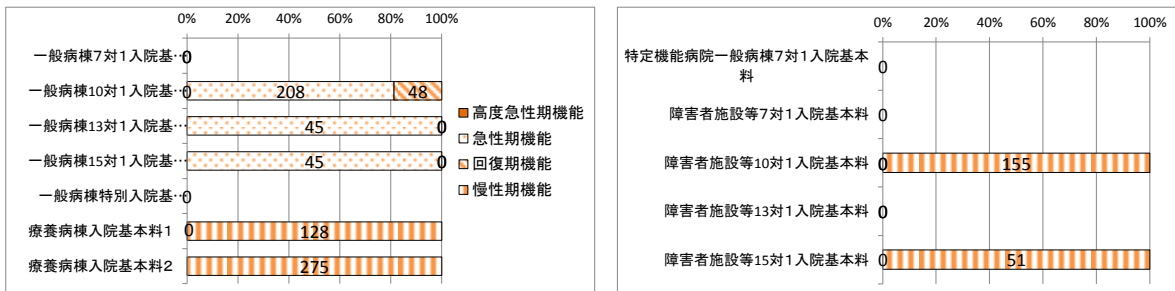 0% 20% 40% 60% 80% 100%
一般病棟7対1入院基… 0
一般病棟10対1入院基… 0 208 48
一般病棟13対1入院基… 45 0
一般病棟15対1入院基… 45 0
一般病棟特別入院基… 0
療養病棟入院基本料1 0 128
療養病棟入院基本料2 275
高度急性期機能
急性期機能
回復期機能
慢性期機能
0% 20% 40% 60% 80% 100%
特定機能病院一般病棟7対1入院基本
料 0
障害者施設等7対1入院基本料 0
障害者施設等10対1入院基本料 0 155
障害者施設等13対1入院基本料 0
障害者施設等15対1入院基本料 0 51